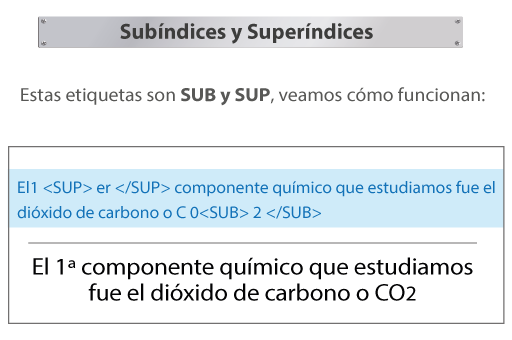 Subíndices y Superíndices
Estas etiquetas son SUB y SUP, veamos cómo funcionan:
El1 <SUP> er </SUP> componente químico que estudiamos fue el
dióxido de carbono o C 0<SUB> 2 </SUB>
El 1ª componente químico que estudiamos
fue el dióxido de carbono o CO2